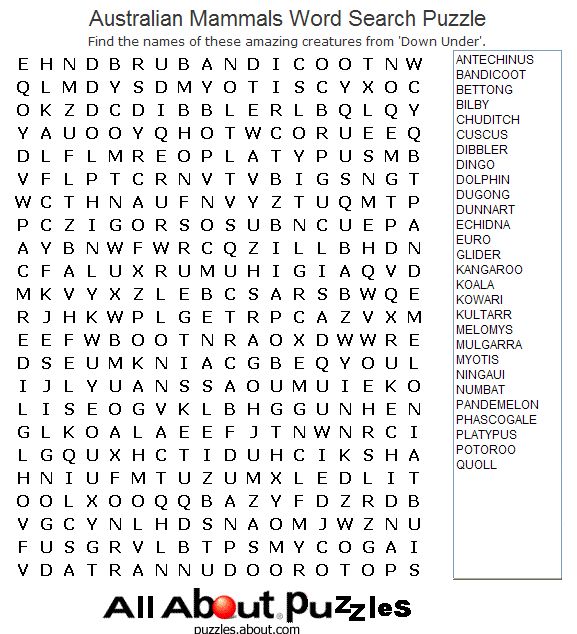 Australian Mammals Word Search Puzzle
Find the names of these amazing creatures from 'Down Under'.
E H N D B R U B A N D I C O O T N W
Q L M D Y S D M Y O T I S C Y X O C
O K Z D C D I B B L E R L B Q L Q Y
Y A U O O Y Q H O T W C O R U E E Q
D L F L M R E O P L A T Y P U S M B
V F L P T C R N V T V B I G S N G T
W C T H N A U F N V Y Z T U Q M T P
P C Z I G O R S O S U B N C U E P A
A Y B N W F W R C Q Z I L L B H D N
C F A L U X R U M U H I G I A Q V D
M K V Y X Z L E B C S A R S B W Q E
R J H K W P L G E T R P C A Z V X M
E E F W B O O T N R A O X D W W R E
D S E U M K N I A C G B E Q Y O U L
I J L Y U A N S S A O U M U I E K O
L I S E O G V K L B H G G U N H E N
G L K O A L A E E F J T N W N R C I
L G Q U X H C T I D U H C I K S H A
H N I U F M T U Z U M X L E D L I T
O O L X O O Q Q B A Z Y F D Z R D B
V G C Y N L H D S N A O M J W Z N U
F U S G R V L B T P S M Y C O G A I
V D A T R A N N U D O O R O T O P S
ANTECHINUS
BANDICOOT
BETTONG
BILBY
CHUDITCH
CUSCUS
DIBBLER
DINGO
DOLPHIN
DUGONG
DUNNART
ECHIDNA
EURO
GLIDER
KANGAROO
KOALA
KOWARI
KULTARR
MELOMYS
MULGARRA
MYOTIS
NINGAUI
NUMBAT
PANDEMELON
PHASCOGALE
PLATYPUS
POTOROO
QUOLL
All About Puzzles
puzzles.about.com